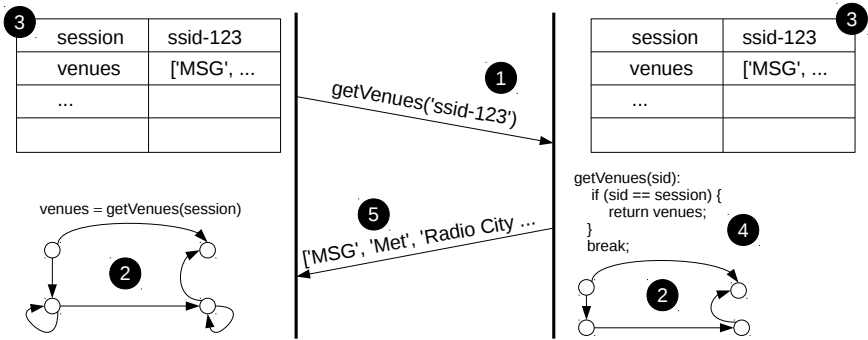 3
session ssid-123
venues ['MSG', ...
...
venues = getVenues(session)
2
1
getVenues('ssid-123')
5
['MSG', 'Met', 'Radio City ...
3
session ssid-123
venues ['MSG', ...
...
getVenues(sid):
if (sid == session) {
return venues;
}
break;
4
2